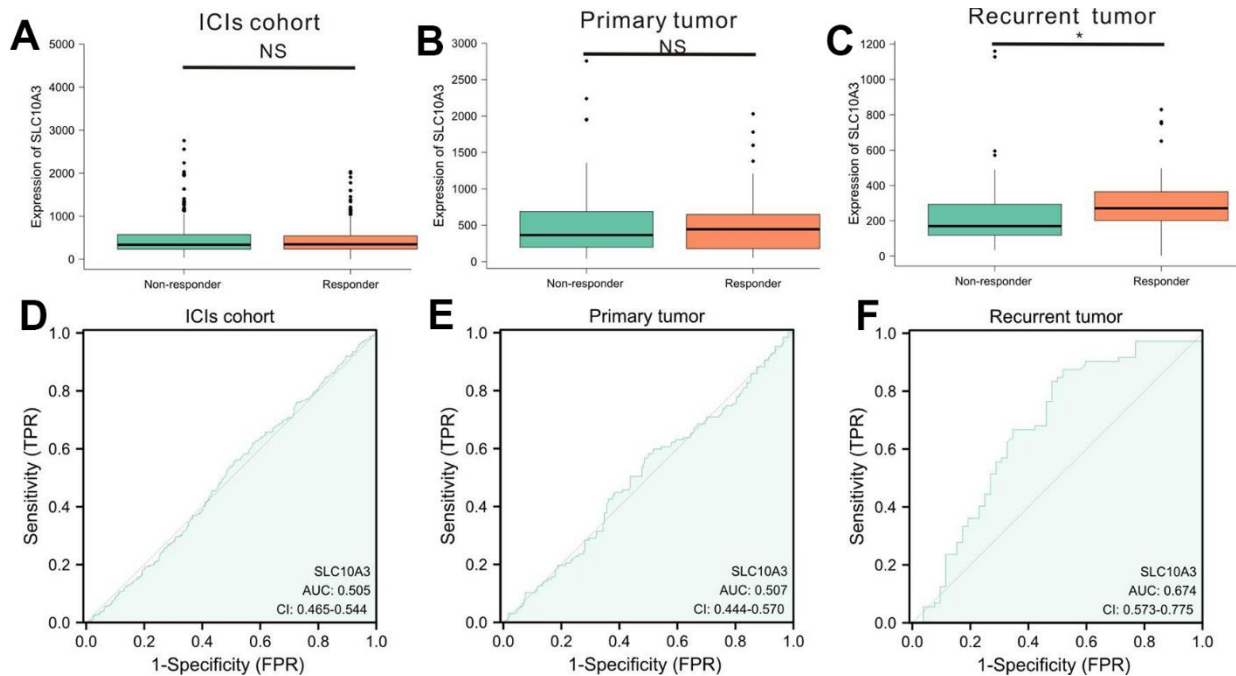 A
ICIs cohort
NS
Expression of SLC10A3
5000
4000
3000
2000
1000
0
Non-responder
Responder
B
Primary tumor
NS
Expression of SLC10A3
3000
2500
2000
1500
1000
500
0
Non-responder
Responder
C
Recurrent tumor
*
Expression of SLC10A3
1200
1000
800
600
400
200
0
Non-responder
Responder
D
ICIs cohort
Sensitivity (TPR)
1.0
0.8
0.6
0.4
0.2
0.0
SLC10A3
AUC: 0.505
CI: 0.465-0.544
0.0 0.2 0.4 0.6 0.8 1.0
1-Specificity (FPR)
E
Primary tumor
Sensitivity (TPR)
1.0
0.8
0.6
0.4
0.2
0.0
SLC10A3
AUC: 0.507
CI: 0.444-0.570
0.0 0.2 0.4 0.6 0.8 1.0
1-Specificity (FPR)
F
Recurrent tumor
Sensitivity (TPR)
1.0
0.8
0.6
0.4
0.2
0.0
SLC10A3
AUC: 0.674
CI: 0.573-0.775
0.0 0.2 0.4 0.6 0.8 1.0
1-Specificity (FPR)